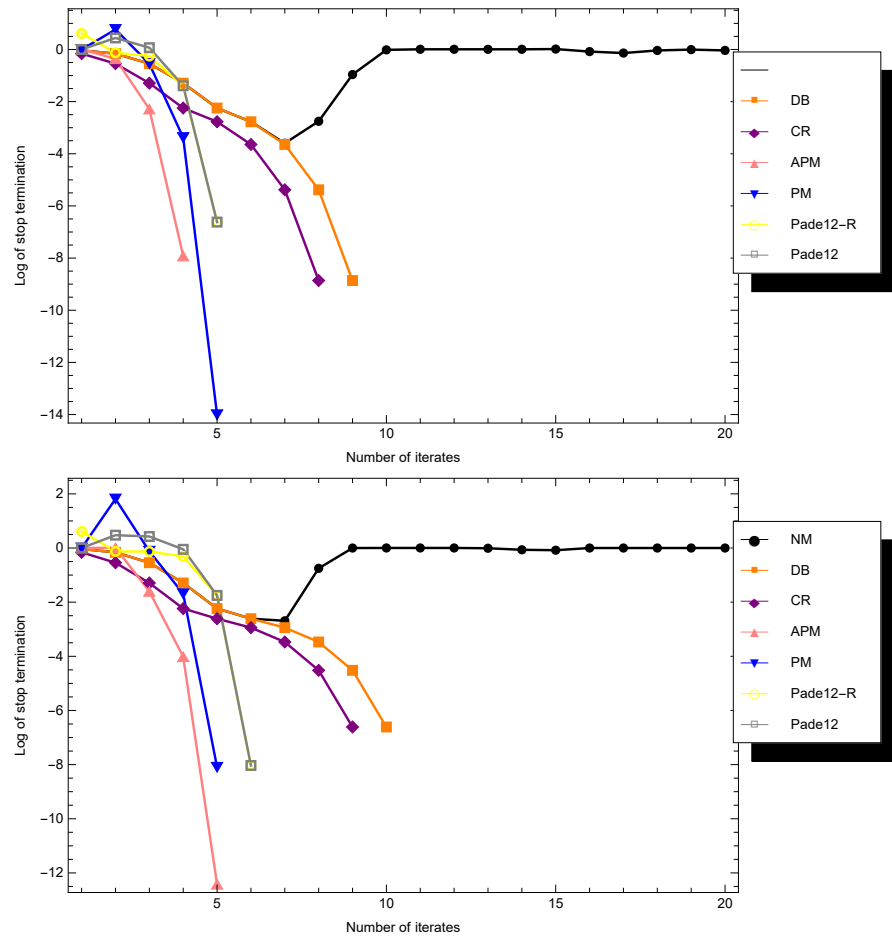 0
−2
−4
−6
−8
−10
−12
−14
5
10
15
20
Log of stop termination
Number of iterates
DB
CR
APM
PM
Pade12−R
Pade12
2
0
−2
−4
−6
−8
−10
−12
5
10
15
20
Log of stop termination
Number of iterates
NM
DB
CR
APM
PM
Pade12−R
Pade12